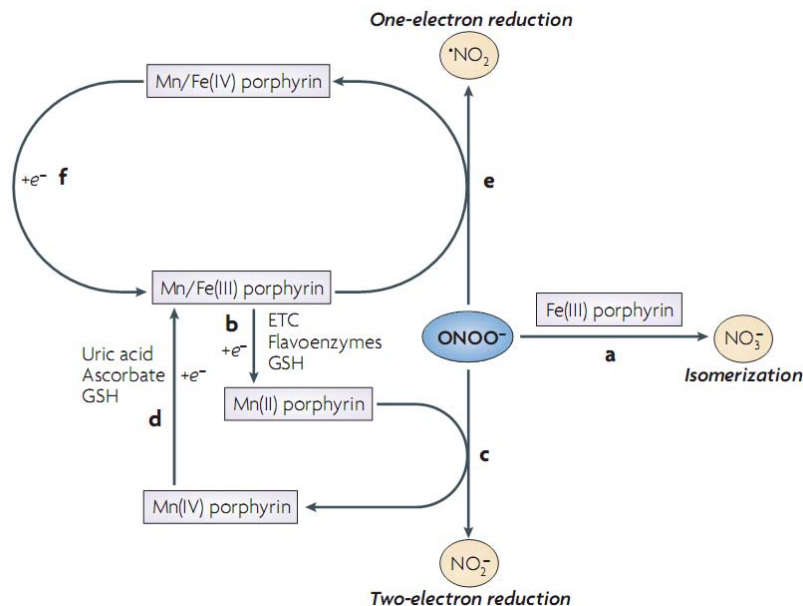 One-electron reduction
•NO₂
Mn/Fe(IV) porphyrin
+e⁻ f
e
Mn/Fe(III) porphyrin
Fe(III) porphyrin
b
ETC
Flavoenzymes
GSH
+e⁻
ONOO⁻
NO₃⁻
a
Isomerization
Uric acid
Ascorbate
GSH
+e⁻
d
Mn(II) porphyrin
c
Mn(IV) porphyrin
NO₂⁻
Two-electron reduction